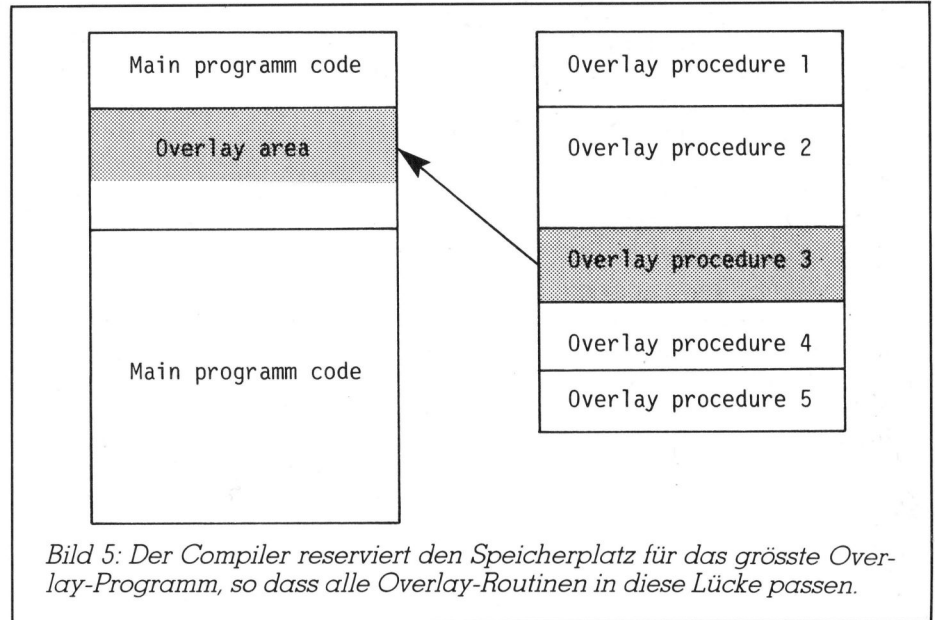 Main programm code
Overlay area
Main programm code
Overlay procedure 1
Overlay procedure 2
Overlay procedure 3
Overlay procedure 4
Overlay procedure 5
Bild 5: Der Compiler reserviert den Speicherplatz für das grösste Over-
lay-Programm, so dass alle Overlay-Routinen in diese Lücke passen.